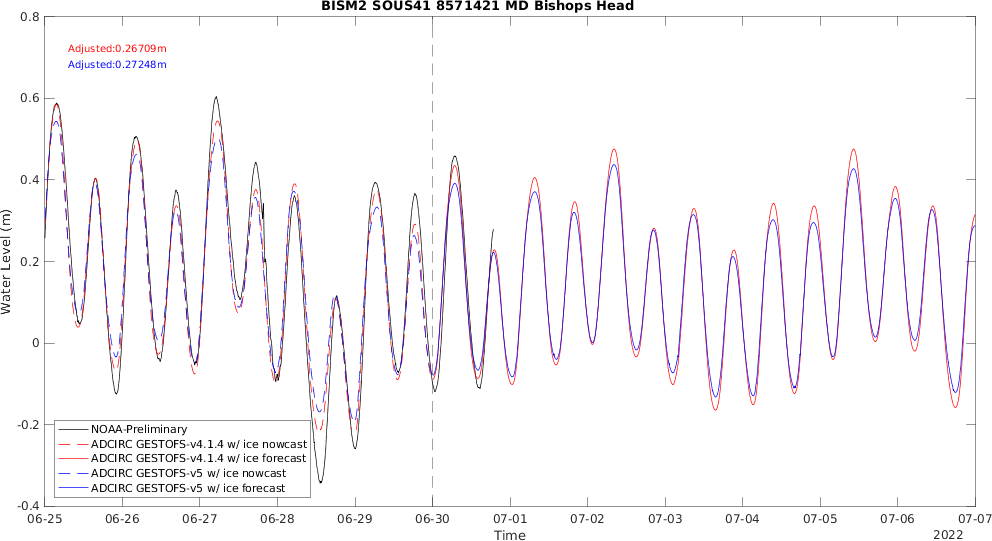 BISM2 SOUS41 8571421 MD Bishops Head
Adjusted:0.26709m
Adjusted:0.27248m
Water Level (m)
0.8
0.6
0.4
0.2
0
-0.2
-0.4
NOAA-Preliminary
ADCIRC GESTOFS-v4.1.4 w/ ice nowcast
ADCIRC GESTOFS-v4.1.4 w/ ice forecast
ADCIRC GESTOFS-v5 w/ ice nowcast
ADCIRC GESTOFS-v5 w/ ice forecast
06-25 06-26 06-27 06-28 06-29 06-30 07-01 07-02 07-03 07-04 07-05 07-06 07-07
Time
2022